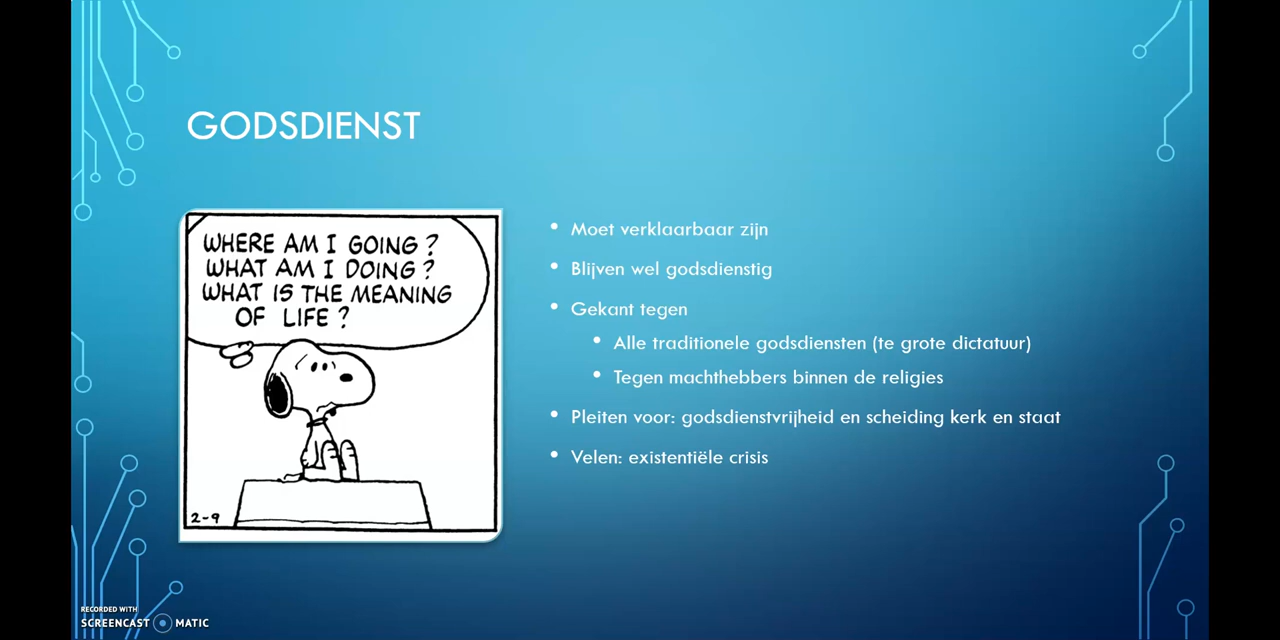 GODSDIENST
WHERE AM I GOING?
WHAT AM I DOING?
WHAT IS THE MEANING
OF LIFE?
2-9
• Moet verklaarbaar zijn
• Blijven wel godsdienstig
• Gekant tegen
• Alle traditionele godsdiensten (te grote dictatuur)
• Tegen machthebbers binnen de religies
• Pleiten voor: godsdienstvrijheid en scheiding kerk en staat
• Velen: existentiële crisis
RECORDED WITH
SCREENCAST MATIC